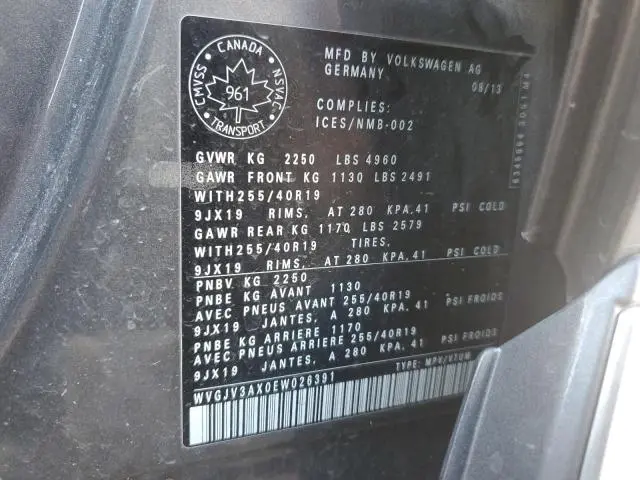 CANADA
CMVSS
NSVAC
961
TRANSPORT
MFD BY VOLKSWAGEN AG
GERMANY
08/13
COMPLIES:
ICES/NMB-002
GVWR KG 2250 LBS 4960
GAWR FRONT KG 1130 LBS 2491
WITH255/40R19
9JX19 RIMS. AT 280 KPA.41 PSI COLD
GAWR REAR KG 1170 LBS 2579
WITH255/40R19 TIRES.
9JX19 RIMS. AT 280 KPA.41 PSI COLD
PNBV KG 2250
PNBE KG AVANT 1130
AVEC PNEUS AVANT 255/40R19
9JX19 JANTES, A 280 KPA. 41 PSI FROIDS
PNBE KG ARRIERE 1170
AVEC PNEUS ARRIERE 255/40R19
9JX19 JANTES, A 280 KPA. 41 PSI FROIDS
TYPE: MPV/VTUM
WVGJV3AX0EW026391